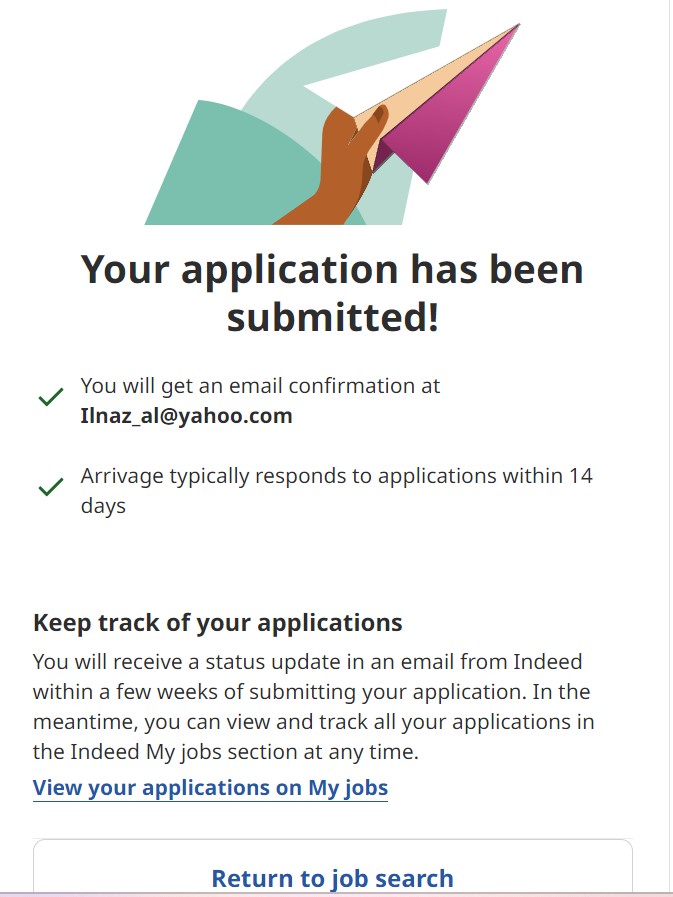 Your application has been
submitted!
You will get an email confirmation at
Ilnaz_al@yahoo.com
Arrivage typically responds to applications within 14
days
Keep track of your applications
You will receive a status update in an email from Indeed
within a few weeks of submitting your application. In the
meantime, you can view and track all your applications in
the Indeed My jobs section at any time.
View your applications on My jobs
Return to job search